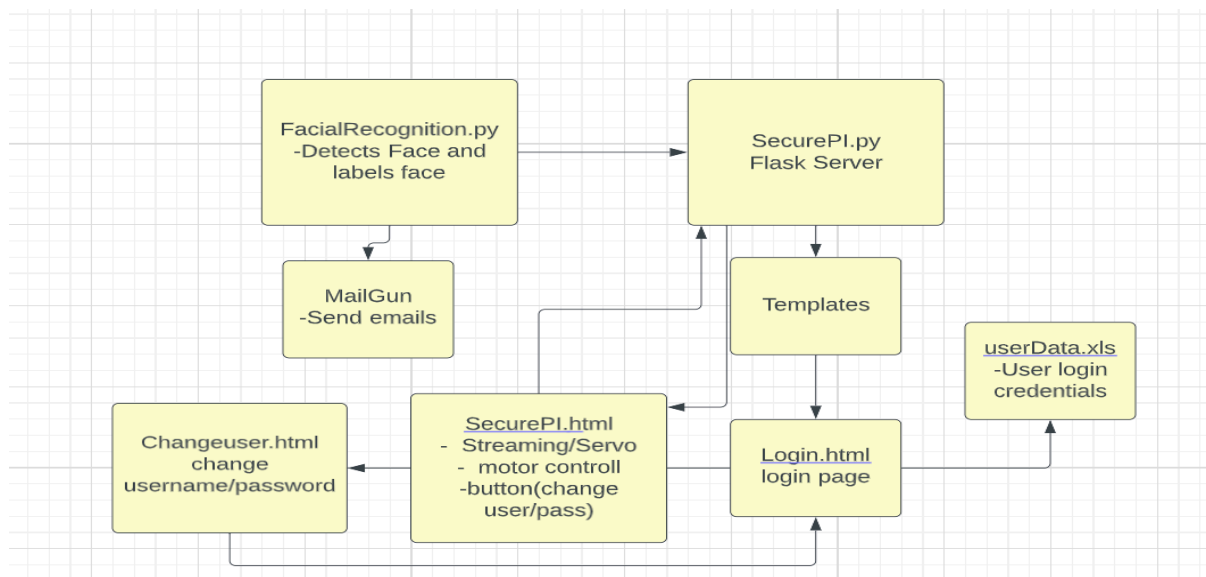 FacialRecognition.py
-Detects Face and
labels face
SecurePI.py
Flask Server
MailGun
-Send emails
Templates
userData.xls
-User login
credentials
Changeuser.html
change
username/password
SecurePI.html
- Streaming/Servo
- motor controll
-button(change
user/pass)
Login.html
login page